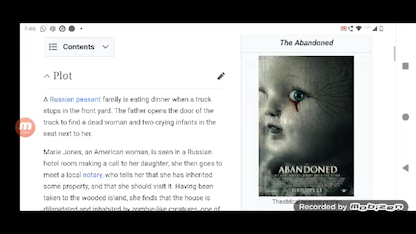 7:46
Contents
The Abandoned
Plot
A Russian peasant family is eating dinner when a truck
stops in the front yard. The father opens the door of the
truck to find a dead woman and two crying infants in the
seat next to her.
Marie Jones, an American woman, is seen in a Russian
hotel room making a call to her daughter; she then goes to
meet a local notary, who tells her that she has inherited
some property, and that she should visit it. Having been
taken to the wooded island, she finds that the house is
dilapidated and inhabited by zombie-like creatures, one of
ABANDONED
Recorded by Mobizen